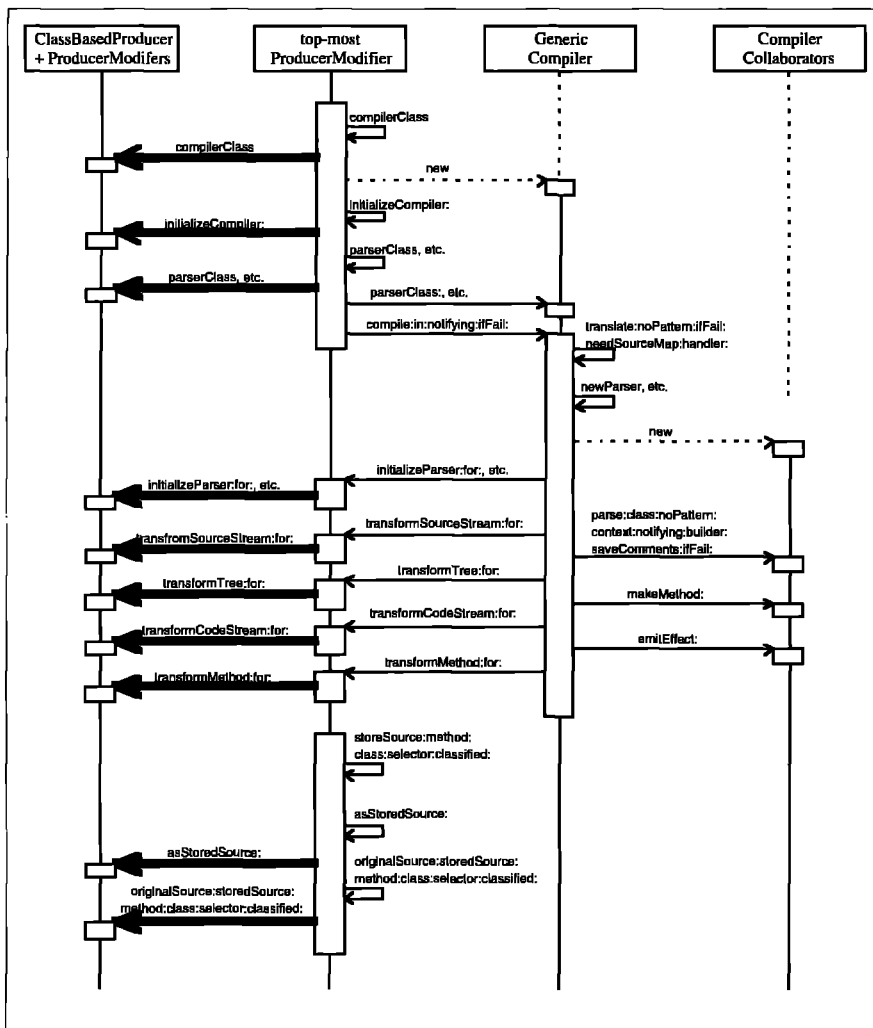 ClassBasedProducer
+ ProducerModifers
top-most
ProducerModifier
Generic
Compiler
Compiler
Collaborators
compilerClass
compilerClass
new
initializeCompiler:
initializeCompiler:
parserClass, etc.
parserClass, etc.
parserClass:, etc.
compile:in:notifying:ifFail:
translate:noPattern:ifFail:
needSourceMap:handler:
newParser, etc.
new
initializeParser:for:, etc.
initializeParser:for:, etc.
parse:class:noPattern:
context:notifying:builder:
saveComments:ifFail:
transformSourceStream:for:
transfromSourceStream:for:
transformTree:for:
transformTree:for:
makeMethod:
transformCodeStream:for:
transformCodeStream:for:
emitEffect:
transformMethod:for:
transformMethod:for:
storeSource:method:
class:selector:classified:
asStoredSource:
asStoredSource:
originalSource:storedSource:
method:class:selector:classified:
originalSource:storedSource:
method:class:selector:classified: